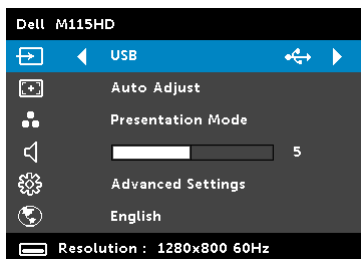 Dell M115HD
USB
Auto Adjust
Presentation Mode
5
Advanced Settings
English
Resolution : 1280x800 60Hz